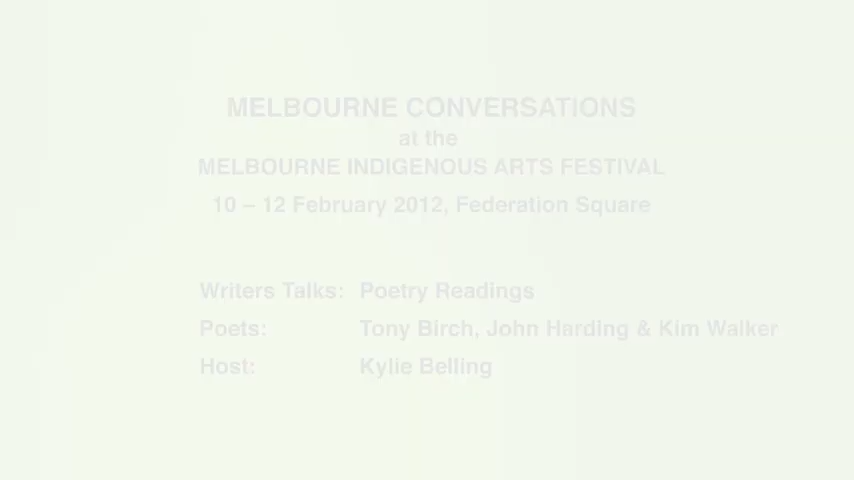 MELBOURNE CONVERSATIONS
at the
MELBOURNE INDIGENOUS ARTS FESTIVAL
10 – 12 February 2012, Federation Square
Writers Talks: Poetry Readings
Poets: Tony Birch, John Harding & Kim Walker
Host: Kylie Belling